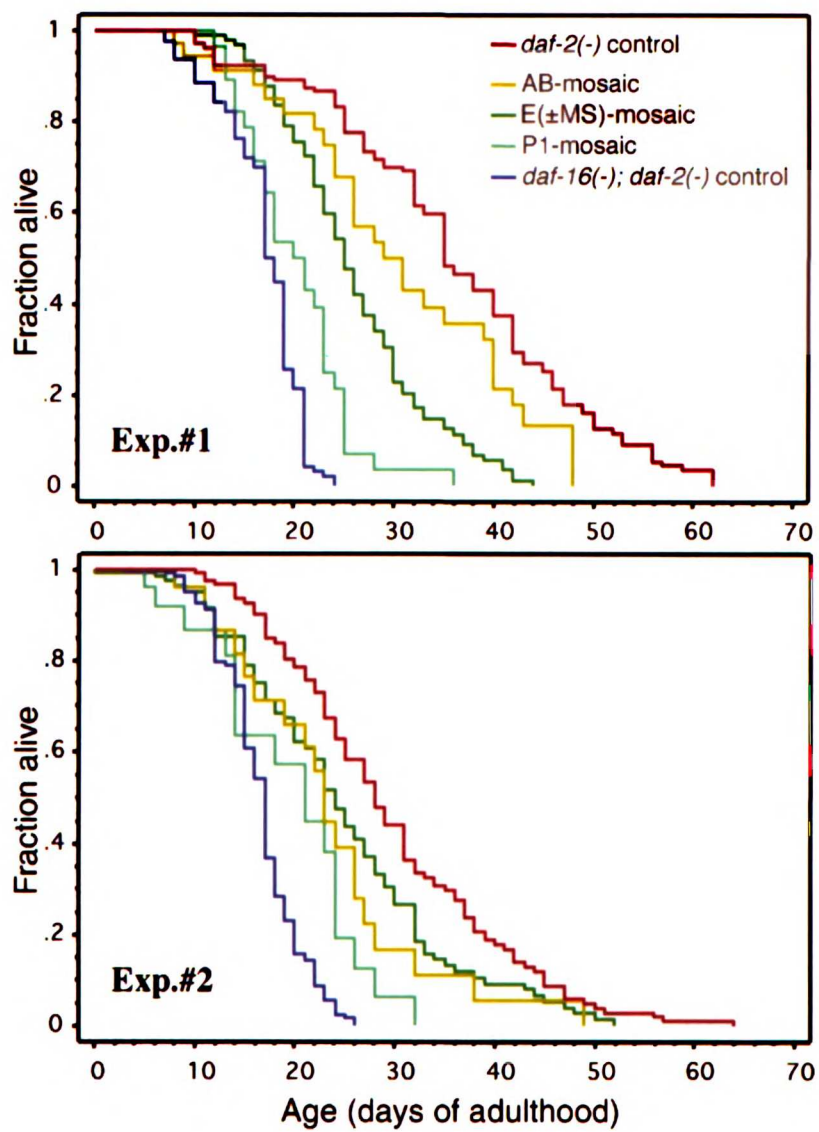 Fraction alive
1
.8
.6
.4
.2
0
daf-2(-) control
AB-mosaic
E(±MS)-mosaic
P1-mosaic
daf-16(-); daf-2(-) control
Exp.#1
0 10 20 30 40 50 60 70
Fraction alive
1
.8
.6
.4
.2
0
Exp.#2
0 10 20 30 40 50 60 70
Age (days of adulthood)